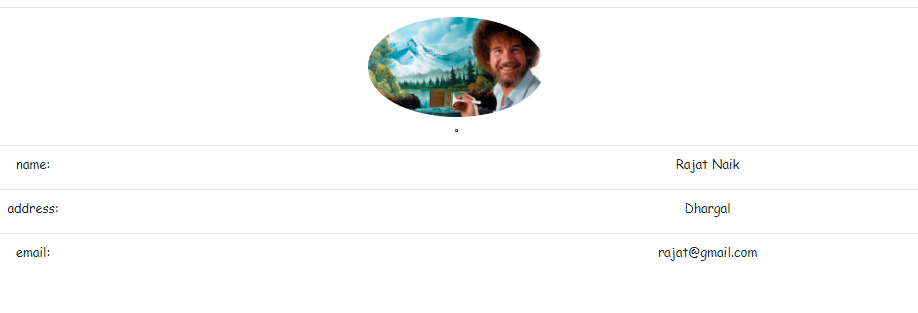 name: Rajat Naik
address: Dhargal
email: rajat@gmail.com